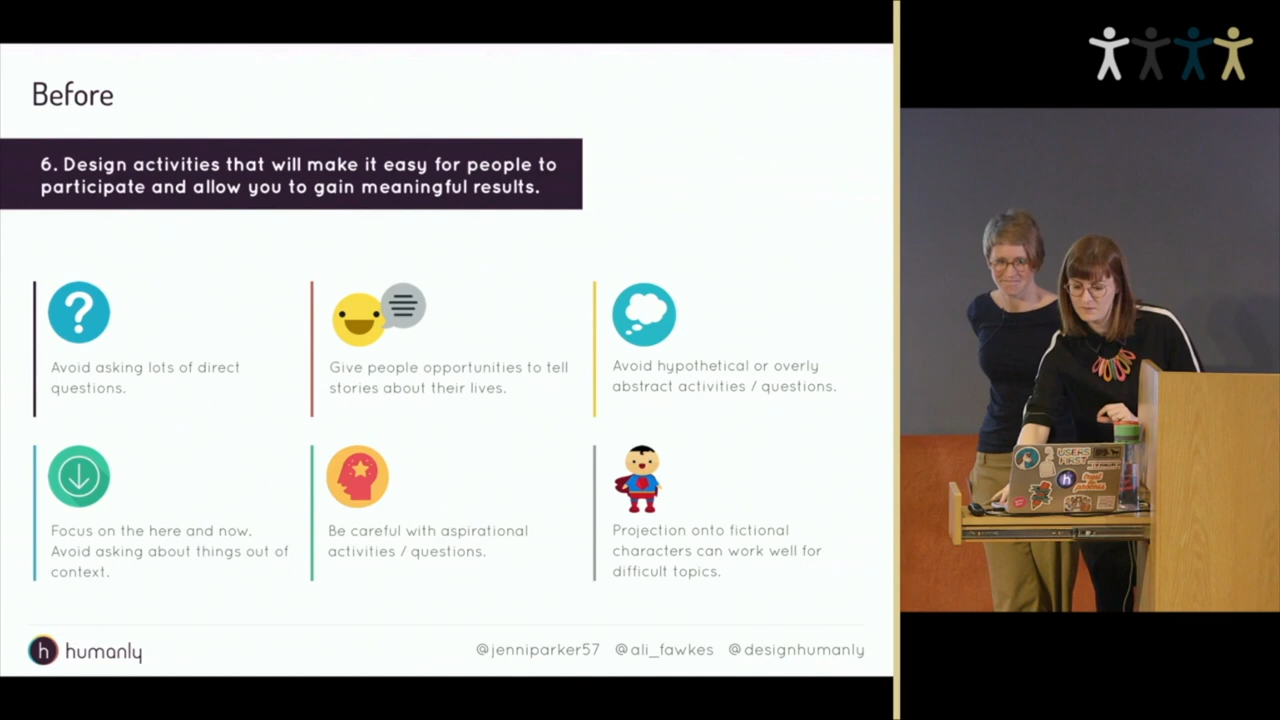 Before
6. Design activities that will make it easy for people to
participate and allow you to gain meaningful results.
?
Avoid asking lots of direct
questions.
Give people opportunities to tell
stories about their lives.
Avoid hypothetical or overly
abstract activities / questions.
Focus on the here and now.
Avoid asking about things out of
context.
Be careful with aspirational
activities / questions.
Projection onto fictional
characters can work well for
difficult topics.
h humanly
@jenniparker57 @ali_fawkes @designhumanly
USERS
FIRST
h